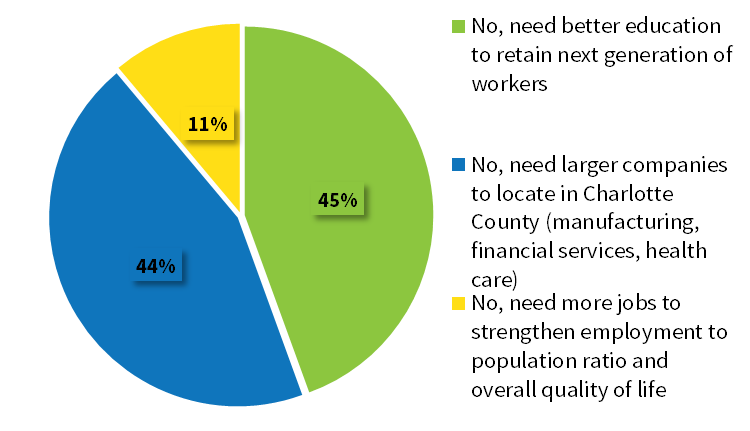 No, need better education
to retain next generation of
workers
11%
45%
44%
No, need larger companies
to locate in Charlotte
County (manufacturing,
financial services, health
care)
No, need more jobs to
strengthen employment to
population ratio and
overall quality of life